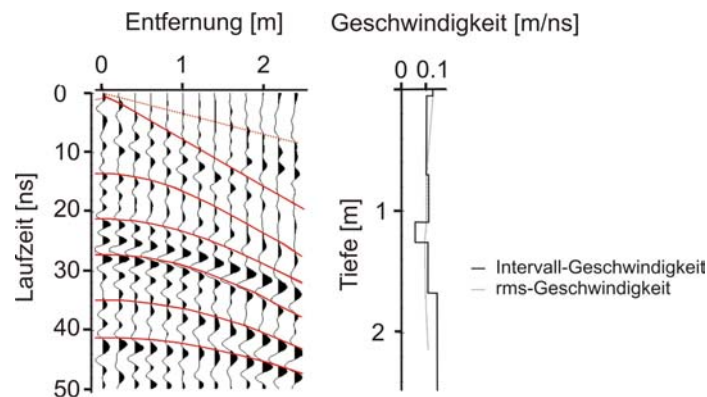 Entfernung [m]
0 1 2
Laufzeit [ns]
0
10
20
30
40
50
Geschwindigkeit [m/ns]
0 0.1
Tiefe [m]
1
2
Intervall-Geschwindigkeit
rms-Geschwindigkeit